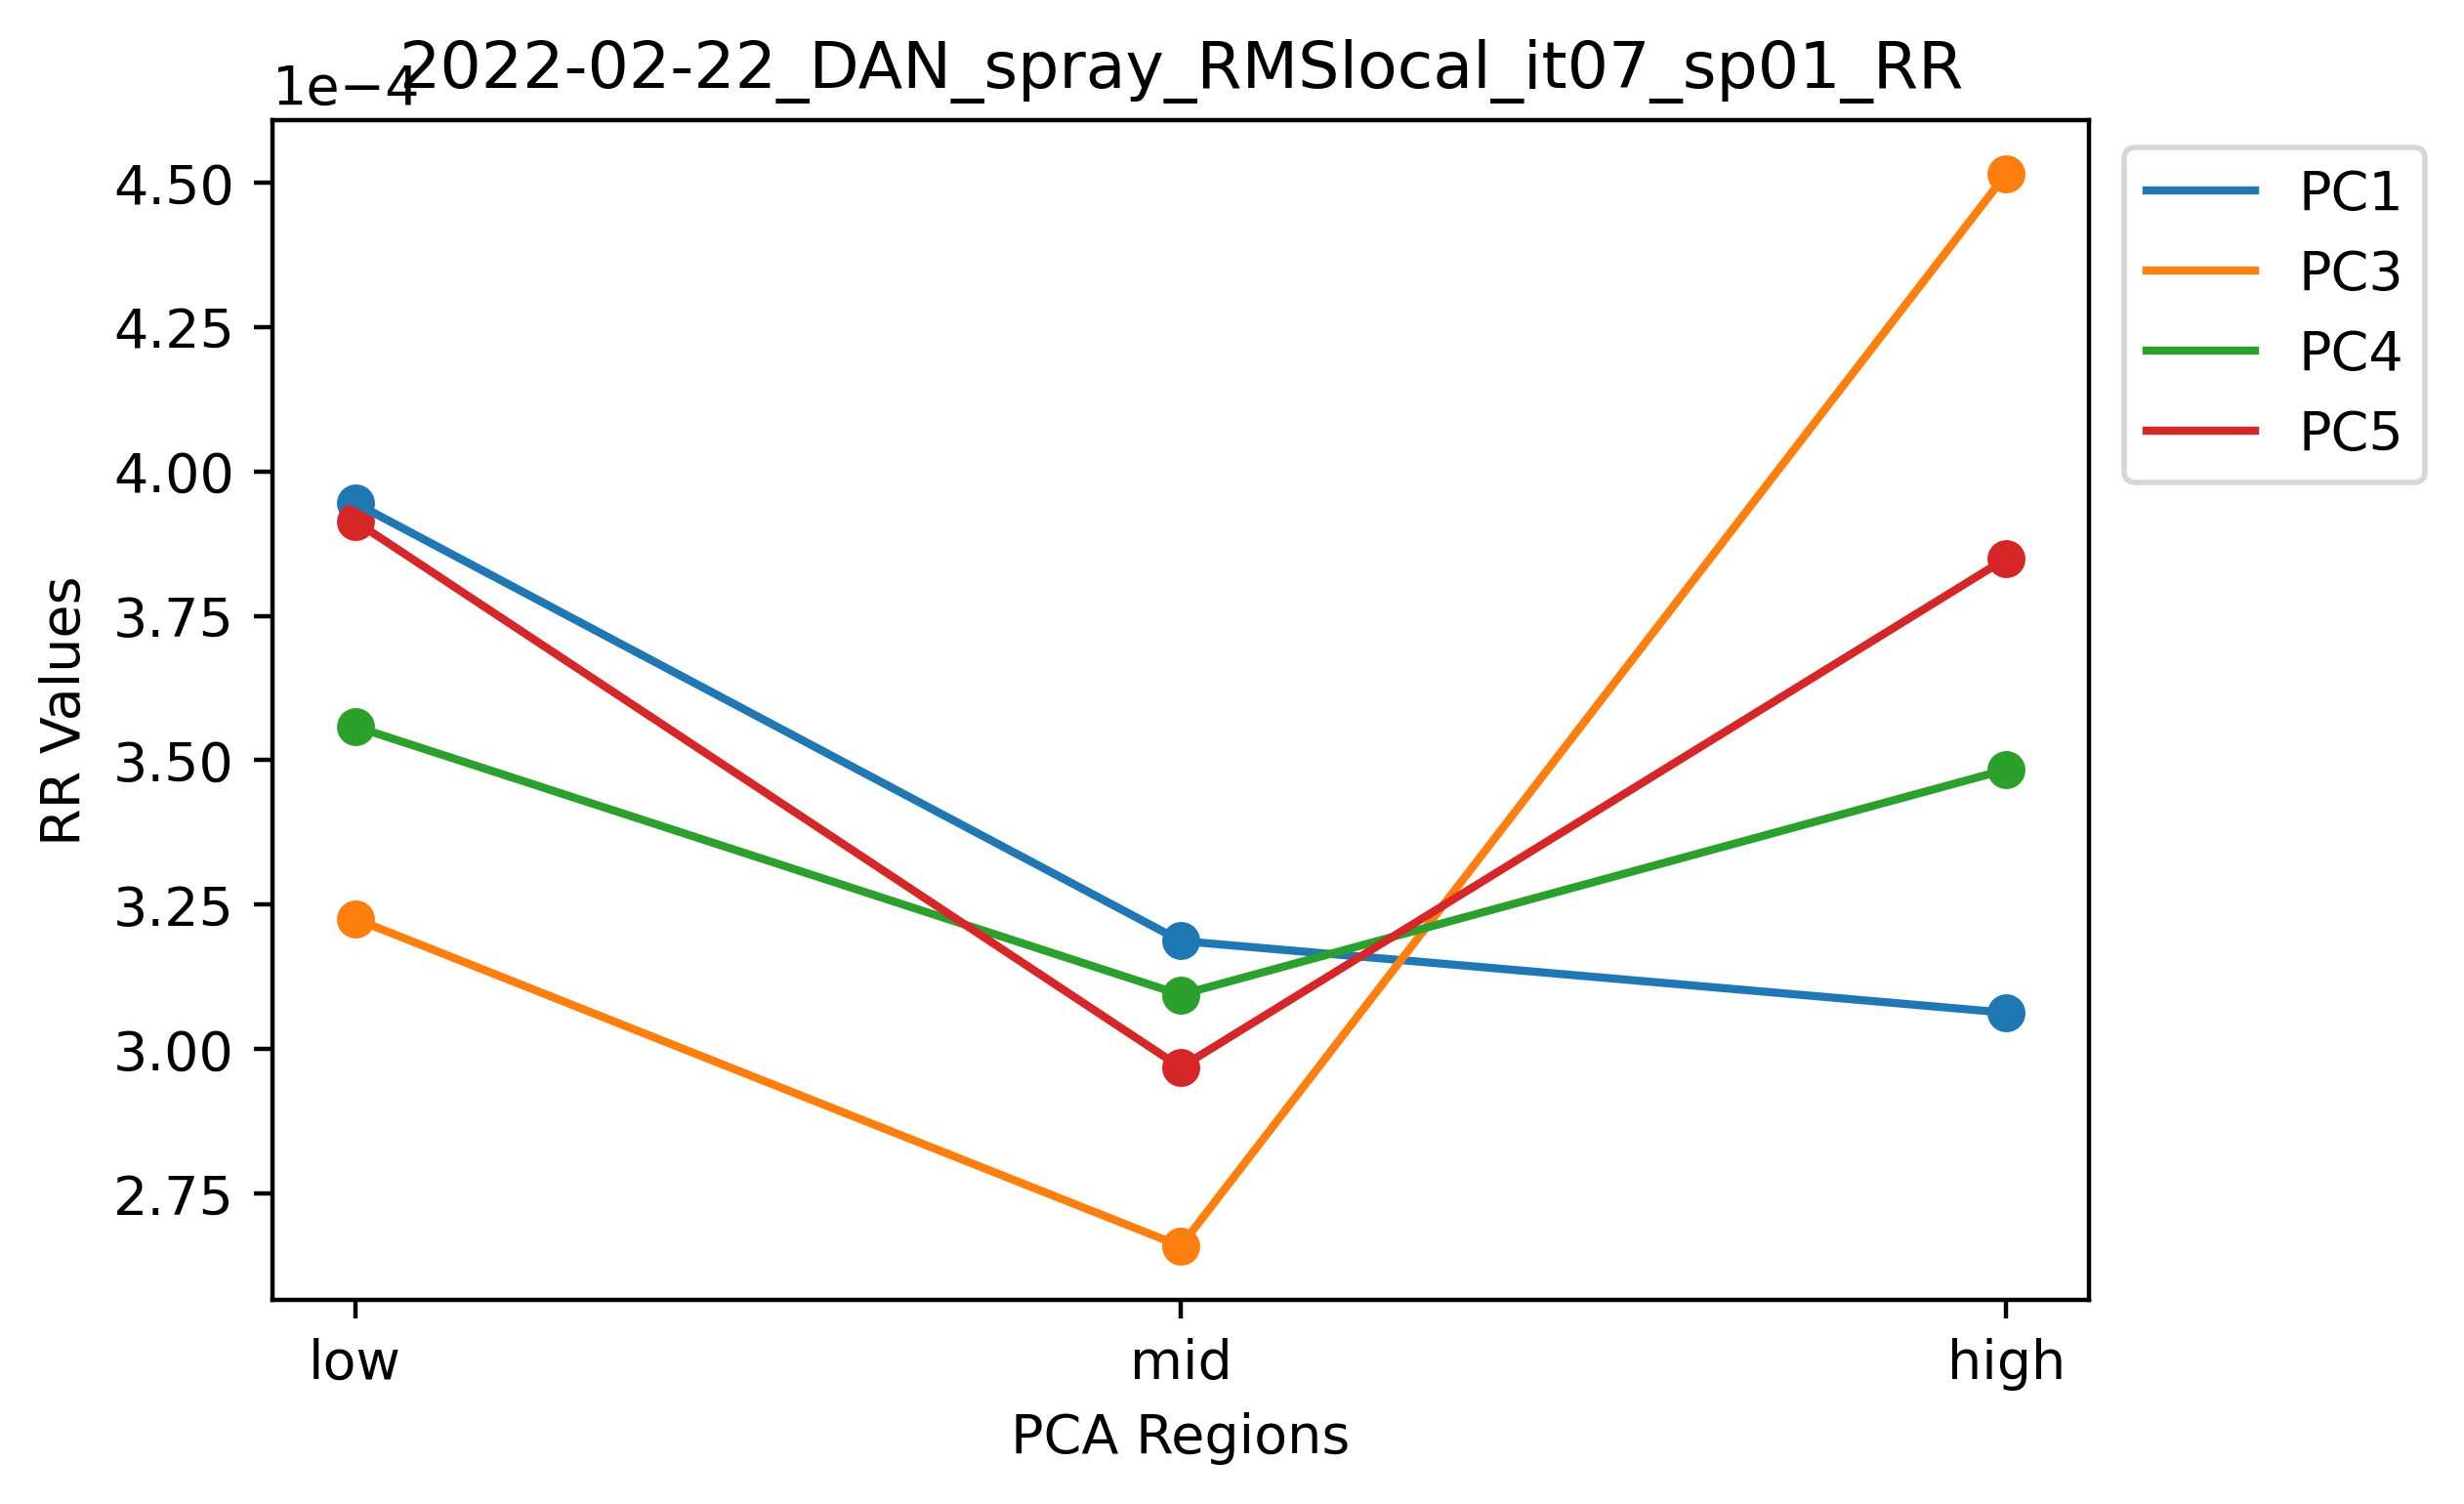 2022-02-22_DAN_spray_RMSlocal_it07_sp01_RR
1e−4
4.50
4.25
4.00
3.75
3.50
3.25
3.00
2.75
RR Values
low
mid
high
PCA Regions
PC1
PC3
PC4
PC5